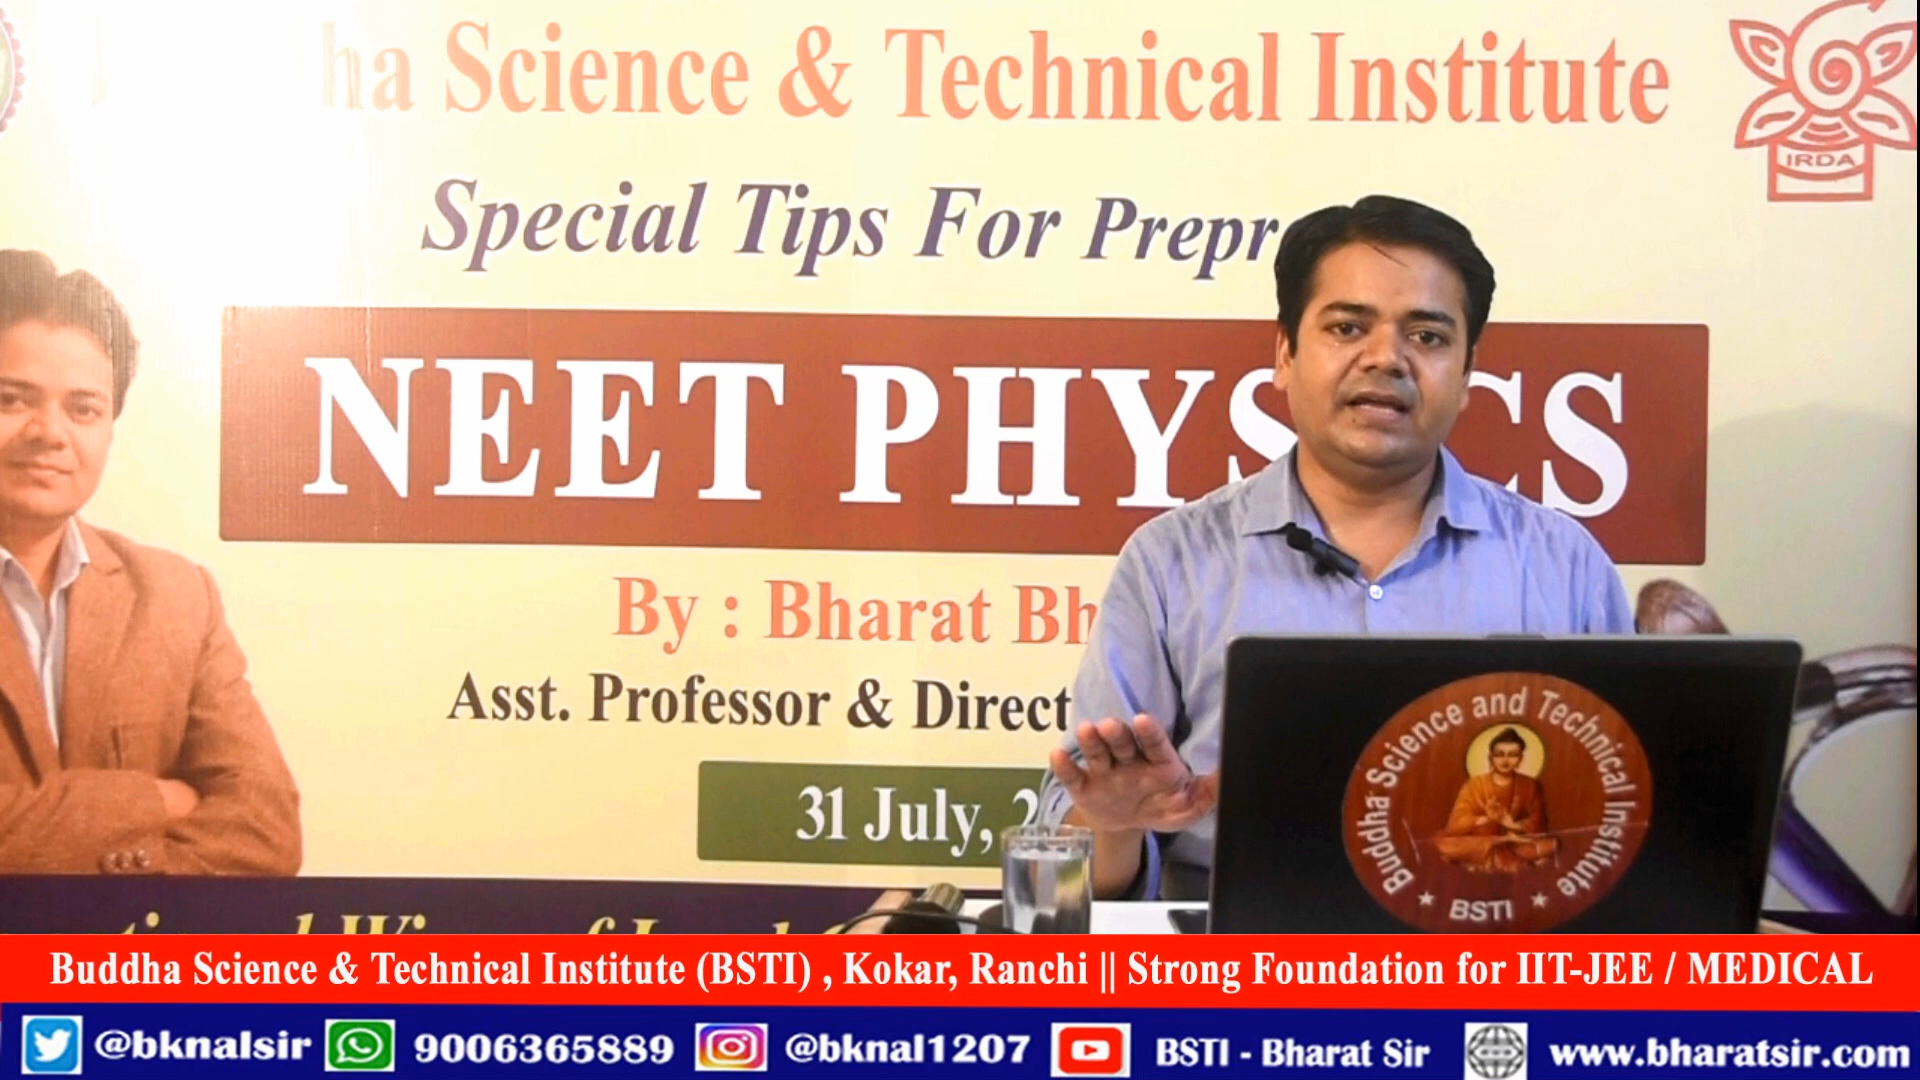 ha Science & Technical Institute
IRDA
Special Tips For Prepr
NEET PHYS CS
By : Bharat Bh
Asst. Professor & Direct
31 July, 2
Buddha Science and Technical Institute
★ BSTI ★
Buddha Science & Technical Institute (BSTI) , Kokar, Ranchi || Strong Foundation for IIT-JEE / MEDICAL
@bknalsir 9006365889 @bknal1207 BSTI - Bharat Sir www.bharatsir.com